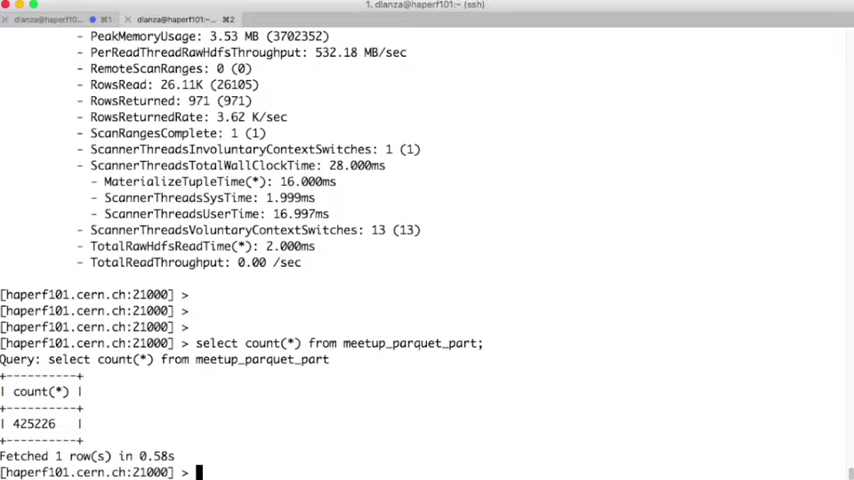 1. dlanza@haperf101:~ (ssh)
dlanza@haperf10... ⌘1 dlanza@haperf101:~... ⌘2
- PeakMemoryUsage: 3.53 MB (3702352)
- PerReadThreadRawHdfsThroughput: 532.18 MB/sec
- RemoteScanRanges: 0 (0)
- RowsRead: 26.11K (26105)
- RowsReturned: 971 (971)
- RowsReturnedRate: 3.62 K/sec
- ScanRangesComplete: 1 (1)
- ScannerThreadsInvoluntaryContextSwitches: 1 (1)
- ScannerThreadsTotalWallClockTime: 28.000ms
- MaterializeTupleTime(*): 16.000ms
- ScannerThreadsSysTime: 1.999ms
- ScannerThreadsUserTime: 16.997ms
- ScannerThreadsVoluntaryContextSwitches: 13 (13)
- TotalRawHdfsReadTime(*): 2.000ms
- TotalReadThroughput: 0.00 /sec
[haperf101.cern.ch:21000] >
[haperf101.cern.ch:21000] >
[haperf101.cern.ch:21000] >
[haperf101.cern.ch:21000] > select count(*) from meetup_parquet_part;
Query: select count(*) from meetup_parquet_part
+----------+
| count(*) |
+----------+
| 425226 |
+----------+
Fetched 1 row(s) in 0.58s
[haperf101.cern.ch:21000] >